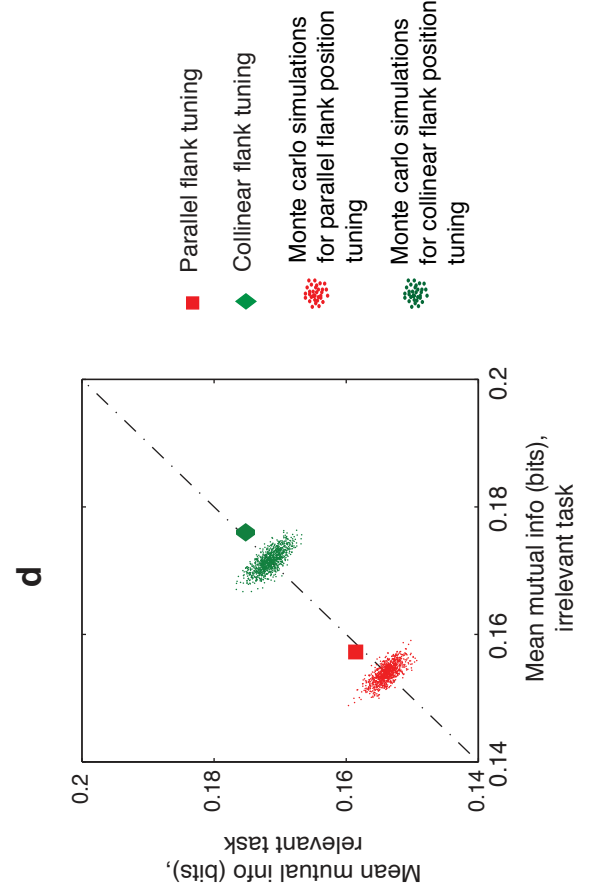 d
0.2
0.18
0.16
0.14
0.14
0.16
0.18
0.2
Mean mutual info (bits),
relevant task
Mean mutual info (bits),
irrelevant task
Parallel flank tuning
Collinear flank tuning
Monte carlo simulations
for parallel flank position
tuning
Monte carlo simulations
for collinear flank position
tuning